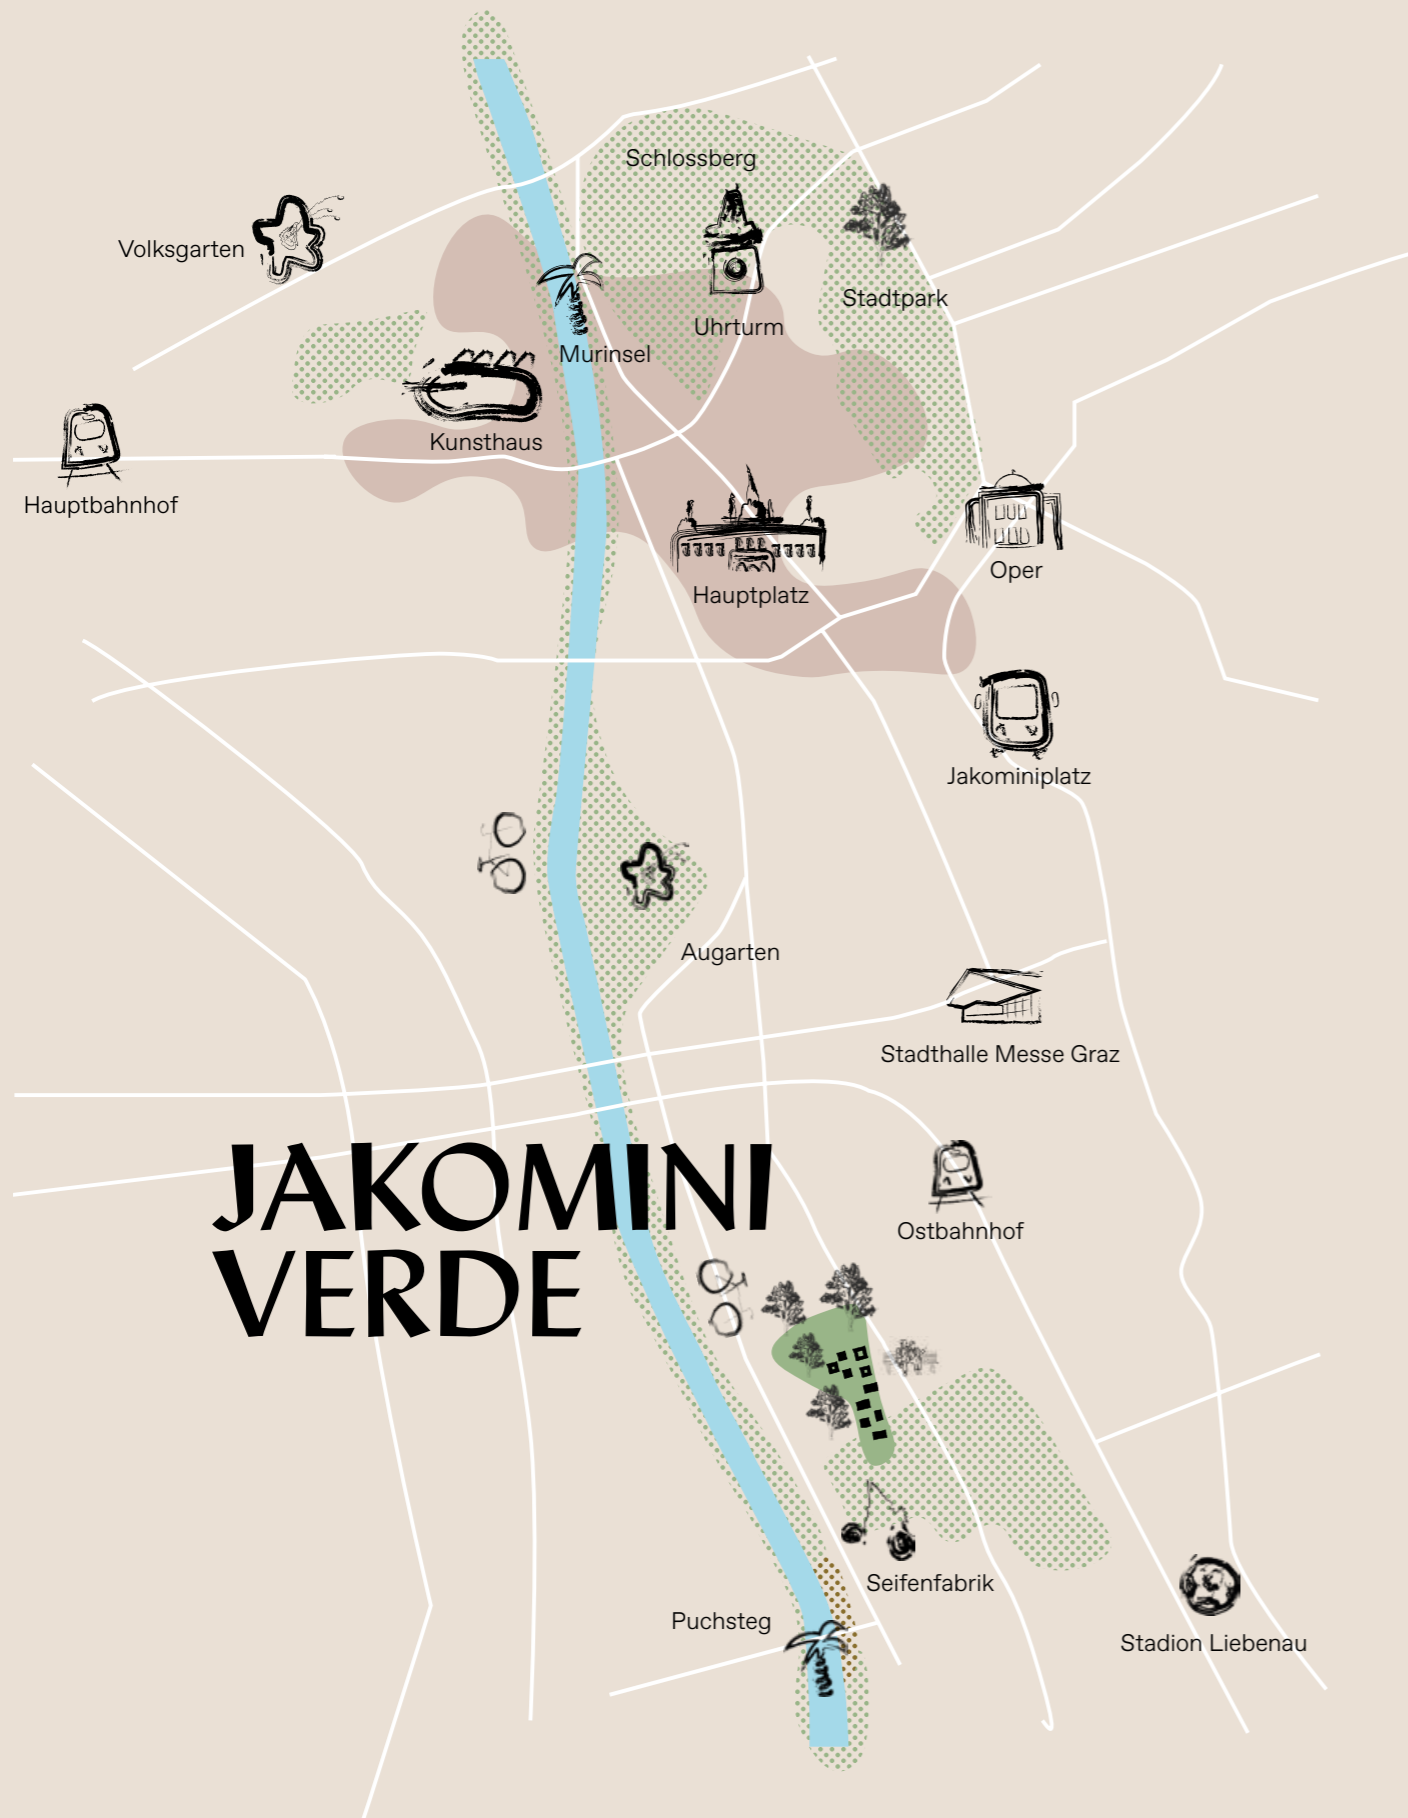 Schlossberg
Volksgarten
Stadtpark
Uhrturm
Murinsel
Kunsthaus
Hauptbahnhof
Oper
Hauptplatz
Jakominiplatz
Augarten
Stadthalle Messe Graz
JAKOMINI
VERDE
Ostbahnhof
Seifenfabrik
Puchsteg
Stadion Liebenau